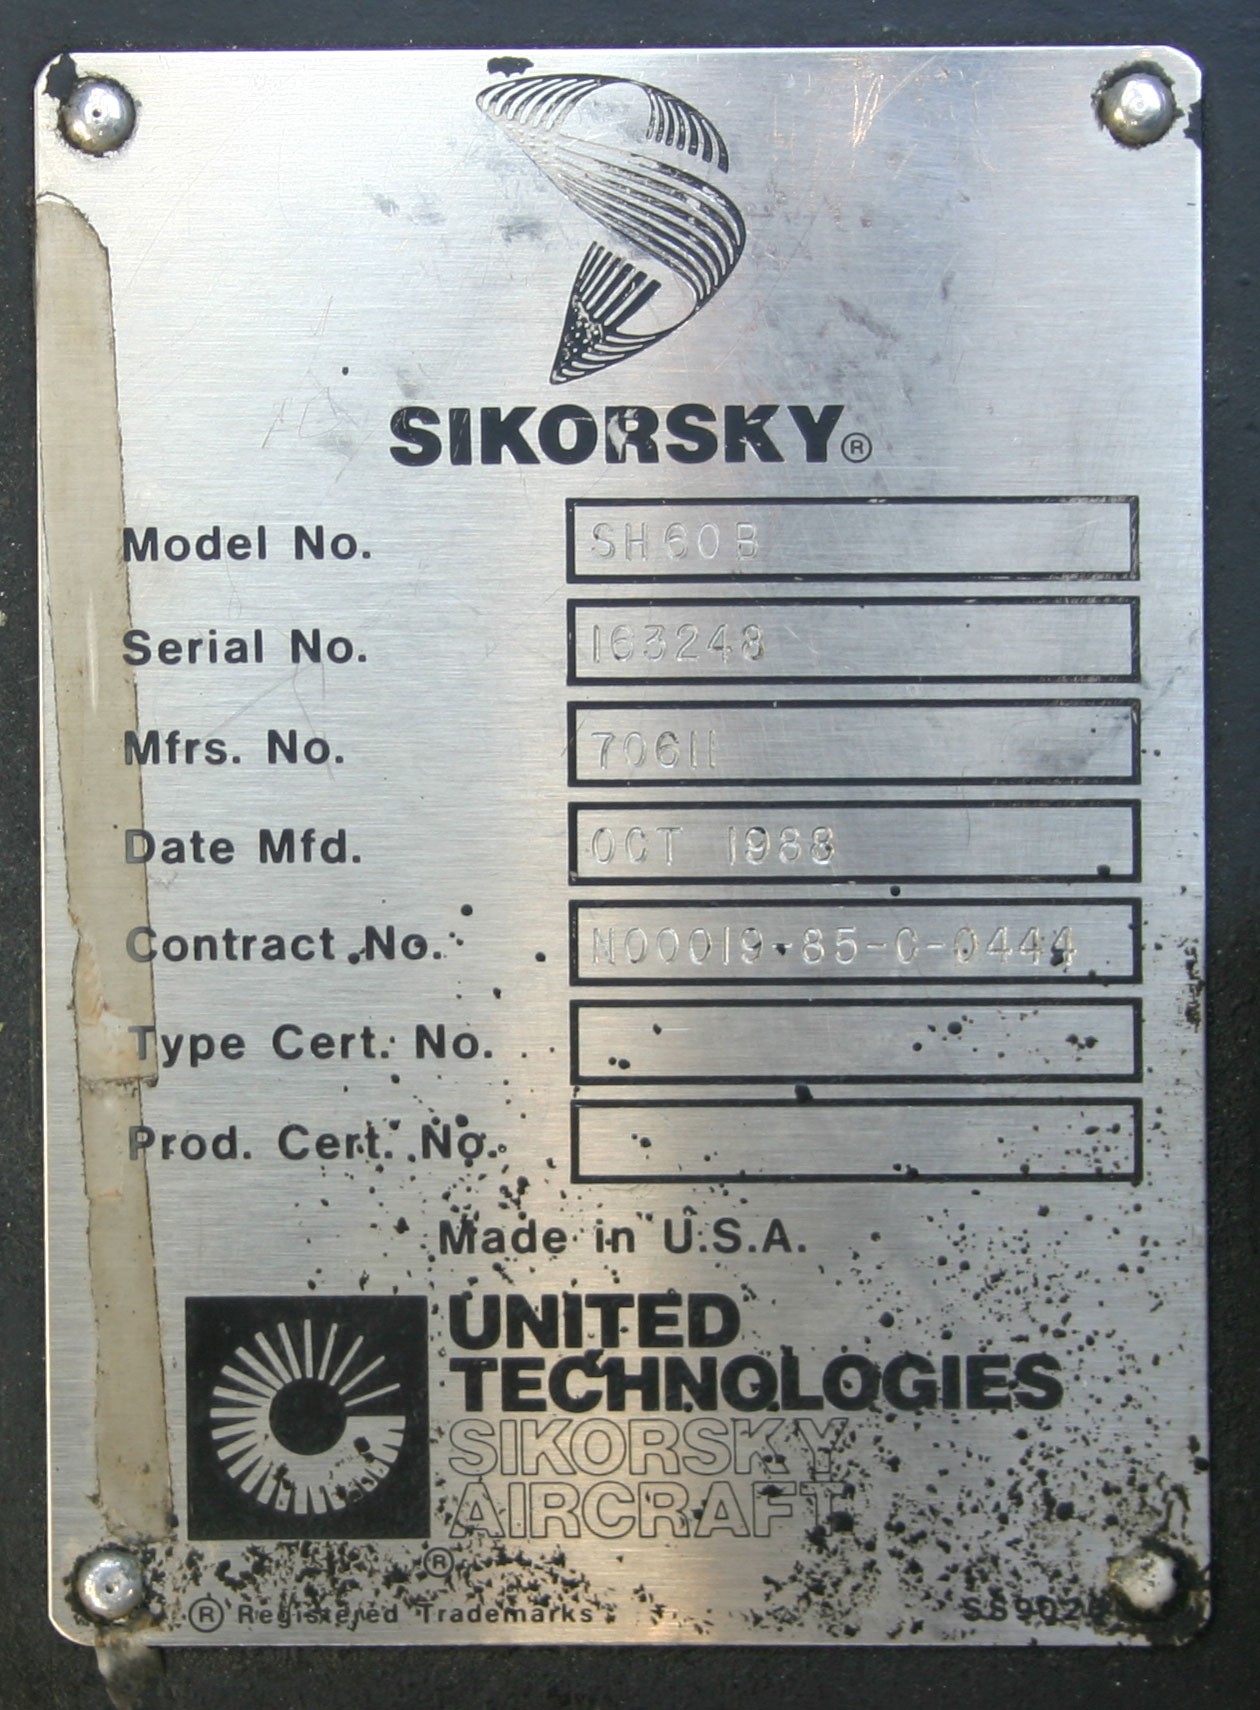 SIKORSKY®
Model No. SH60B
Serial No. 163248
Mfrs. No. 70611
Date Mfd. OCT 1988
Contract No. N00019-85-C-0444
Type Cert. No.
Prod. Cert. No.
Made in U.S.A.
UNITED
TECHNOLOGIES
SIKORSKY
AIRCRAFT
®
® Registered Trademarks